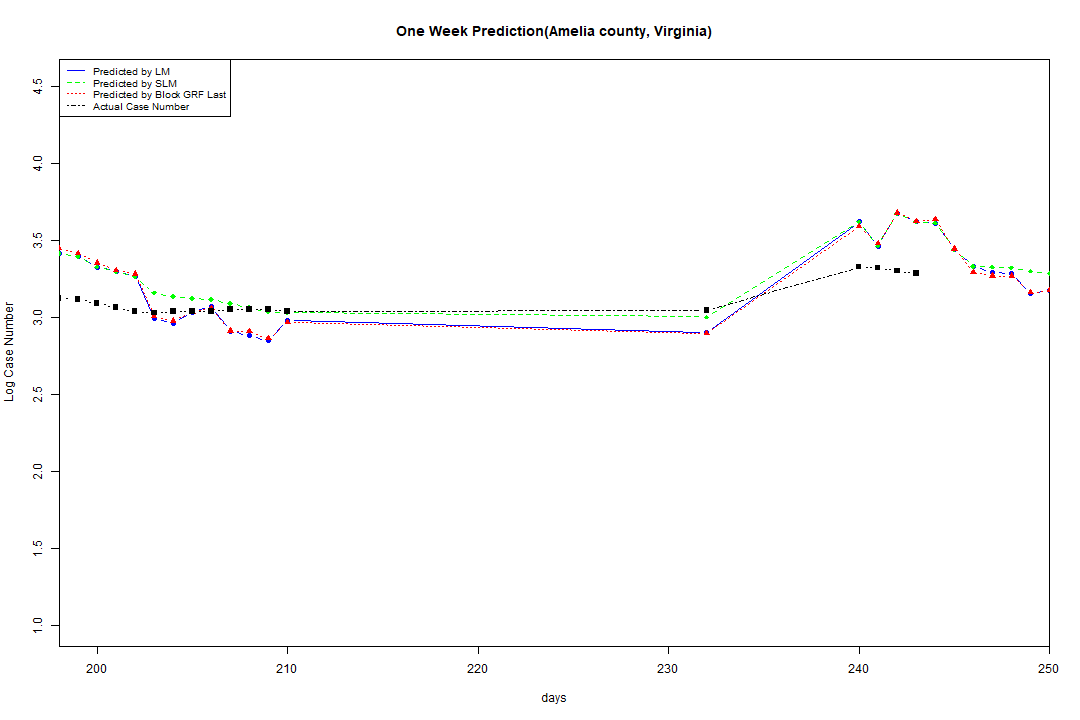 One Week Prediction(Amelia county, Virginia)
Predicted by LM
Predicted by SLM
Predicted by Block GRF Last
Actual Case Number
4.5
4.0
3.5
3.0
2.5
2.0
1.5
1.0
Log Case Number
200 210 220 230 240 250
days